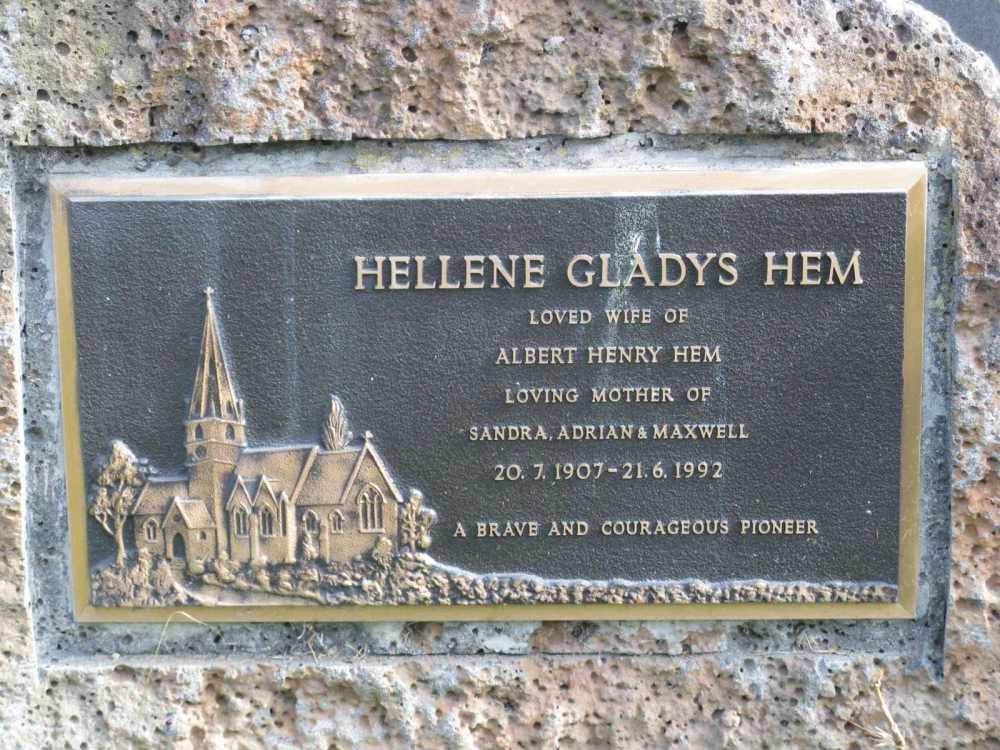 HELLENE GLADYS HEM
LOVED WIFE OF
ALBERT HENRY HEM
LOVING MOTHER OF
SANDRA, ADRIAN & MAXWELL
20. 7. 1907 - 21. 6. 1992
A BRAVE AND COURAGEOUS PIONEER